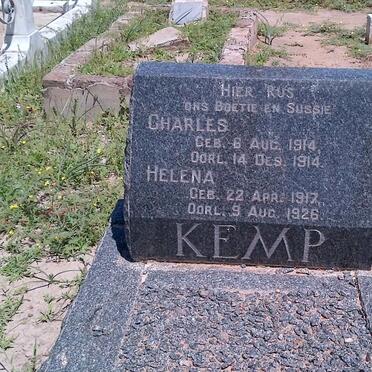 HIER RUS
ONS BOETIE EN SUSSIE
CHARLES
GEB. 6 AUG. 1914.
OORL. 14 DES. 1914.
HELENA
GEB. 22 APR. 1917.
OORL. 9 AUG. 1926.
KEMP